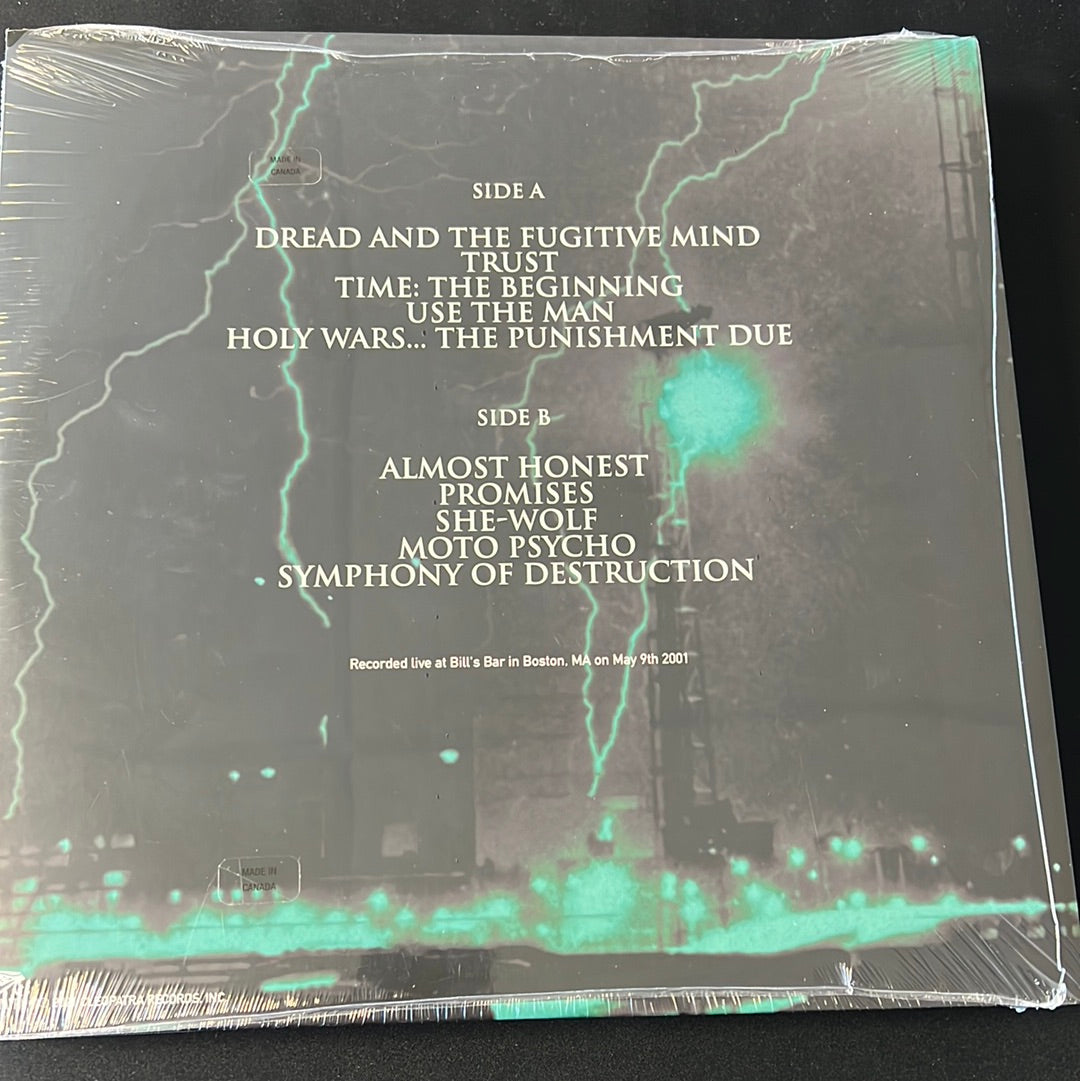 MADE IN
CANADA
SIDE A
DREAD AND THE FUGITIVE MIND
TRUST
TIME: THE BEGINNING
USE THE MAN
HOLY WARS... THE PUNISHMENT DUE
SIDE B
ALMOST HONEST
PROMISES
SHE-WOLF
MOTO PSYCHO
SYMPHONY OF DESTRUCTION
Recorded live at Bill's Bar in Boston, MA on May 9th 2001
MADE IN
CANADA
CLEOPATRA RECORDS, INC.